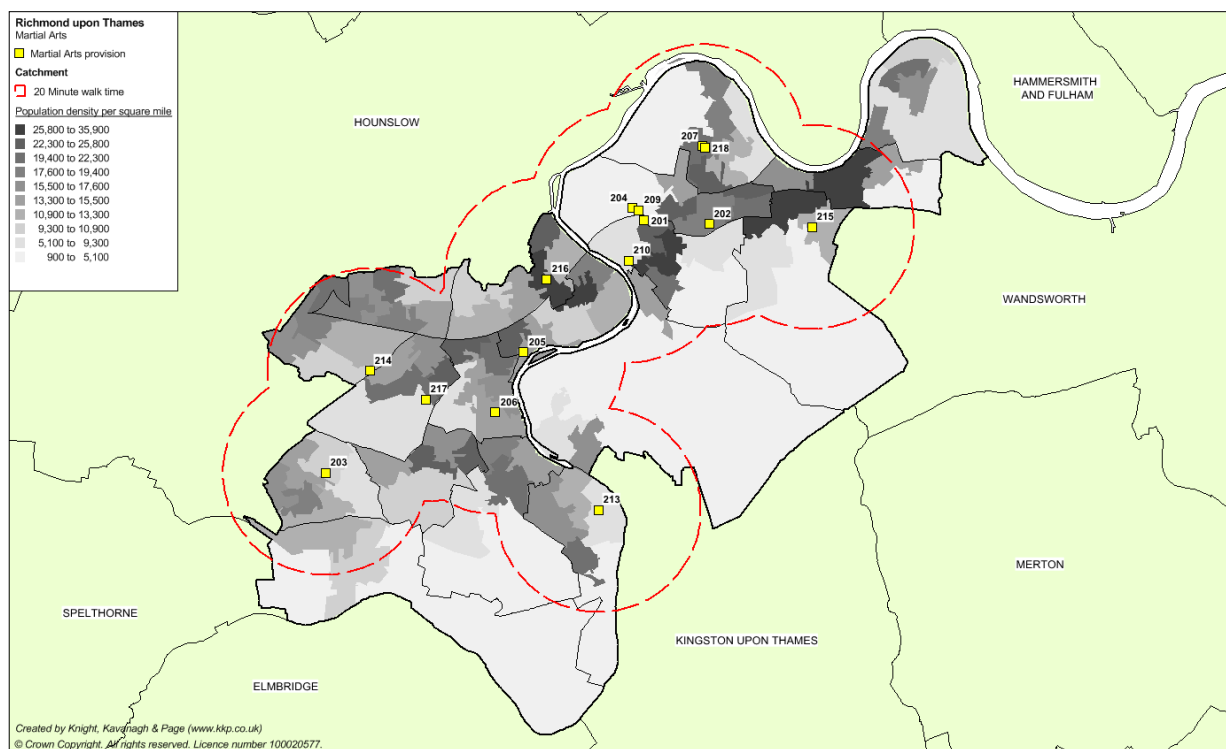 Richmond upon Thames
Martial Arts
Martial Arts provision
Catchment
20 Minute walk time
Population density per square mile
25,800 to 35,900
22,300 to 25,800
19,400 to 22,300
17,600 to 19,400
15,500 to 17,600
13,300 to 15,500
10,900 to 13,300
9,300 to 10,900
5,100 to 9,300
900 to 5,100
HAMMERSMITH
AND FULHAM
HOUNSLOW
207
218
204
209
201
202
215
210
216
WANDSWORTH
205
214
217
206
203
213
MERTON
SPELTHORNE
KINGSTON UPON THAMES
ELMBRIDGE
Created by Knight, Kavanagh & Page (www.kkp.co.uk)
© Crown Copyright. All rights reserved. Licence number 100020577.